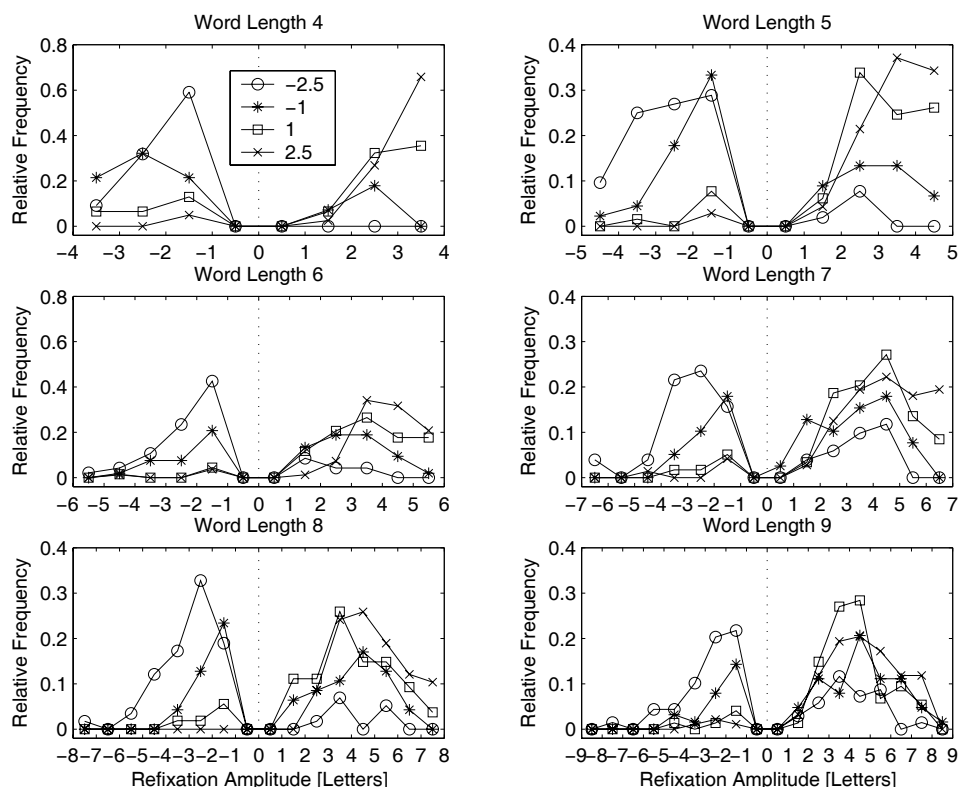 Word Length 4
Relative Frequency
0.8
0.6
0.4
0.2
0
−4 −3 −2 −1 0 1 2 3 4
−2.5
−1
1
2.5
Word Length 5
Relative Frequency
0.4
0.3
0.2
0.1
0
−5 −4 −3 −2 −1 0 1 2 3 4 5
Word Length 6
Relative Frequency
0.8
0.6
0.4
0.2
0
−6 −5 −4 −3 −2 −1 0 1 2 3 4 5 6
Word Length 7
Relative Frequency
0.4
0.3
0.2
0.1
0
−7 −6 −5 −4 −3 −2 −1 0 1 2 3 4 5 6 7
Word Length 8
Relative Frequency
0.4
0.3
0.2
0.1
0
−8 −7 −6 −5 −4 −3 −2 −1 0 1 2 3 4 5 6 7 8
Refixation Amplitude [Letters]
Word Length 9
Relative Frequency
0.4
0.3
0.2
0.1
0
−9 −8 −7 −6 −5 −4 −3 −2 −1 0 1 2 3 4 5 6 7 8 9
Refixation Amplitude [Letters]